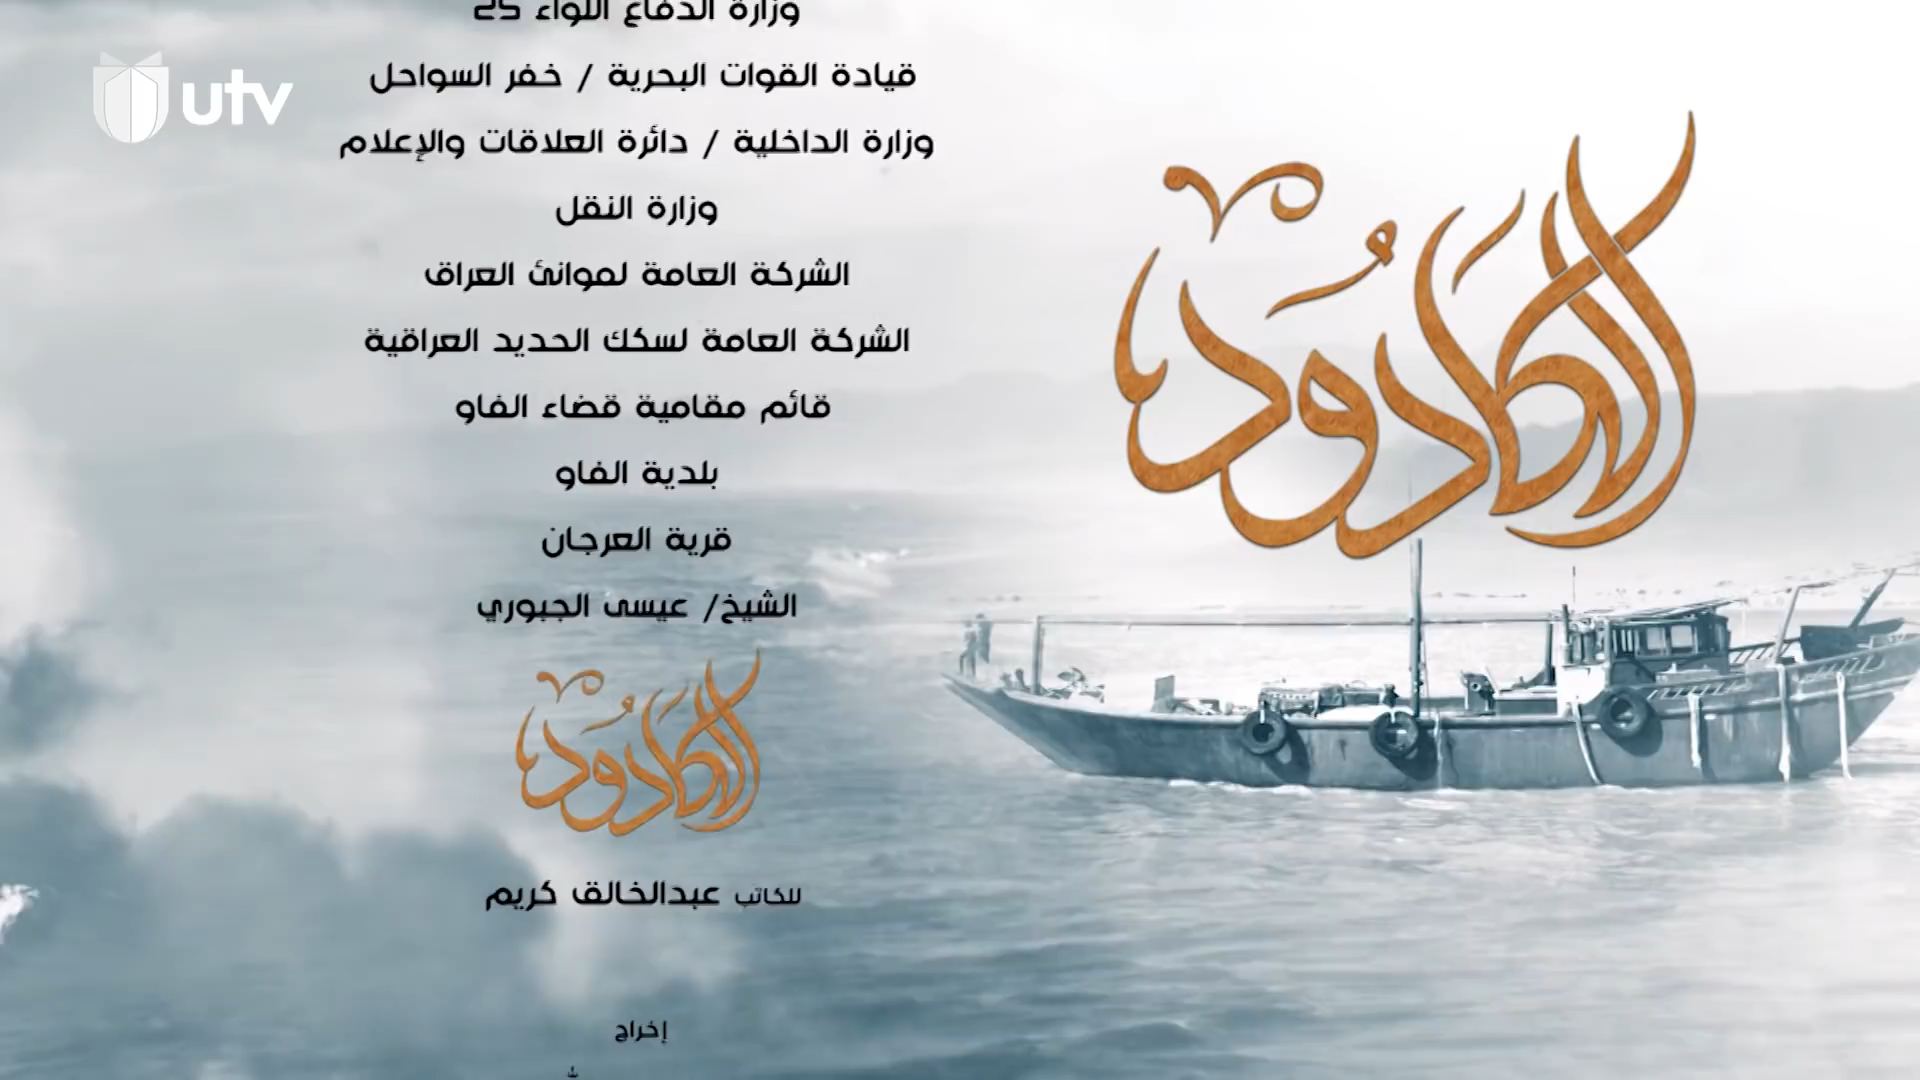 وزارة الدفاع اللواء 25
utv
قيادة القوات البحرية / خفر السواحل
وزارة الداخلية / دائرة العلاقات والإعلام
وزارة النقل
الشركة العامة لموانئ العراق
الشركة العامة لسكك الحديد العراقية
قائم مقامية قضاء الفاو
بلدية الفاو
قرية العرجان
الشيخ/ عيسى الجبوري
الكادود
الكادود
للكاتب عبدالخالق كريم
إخراج